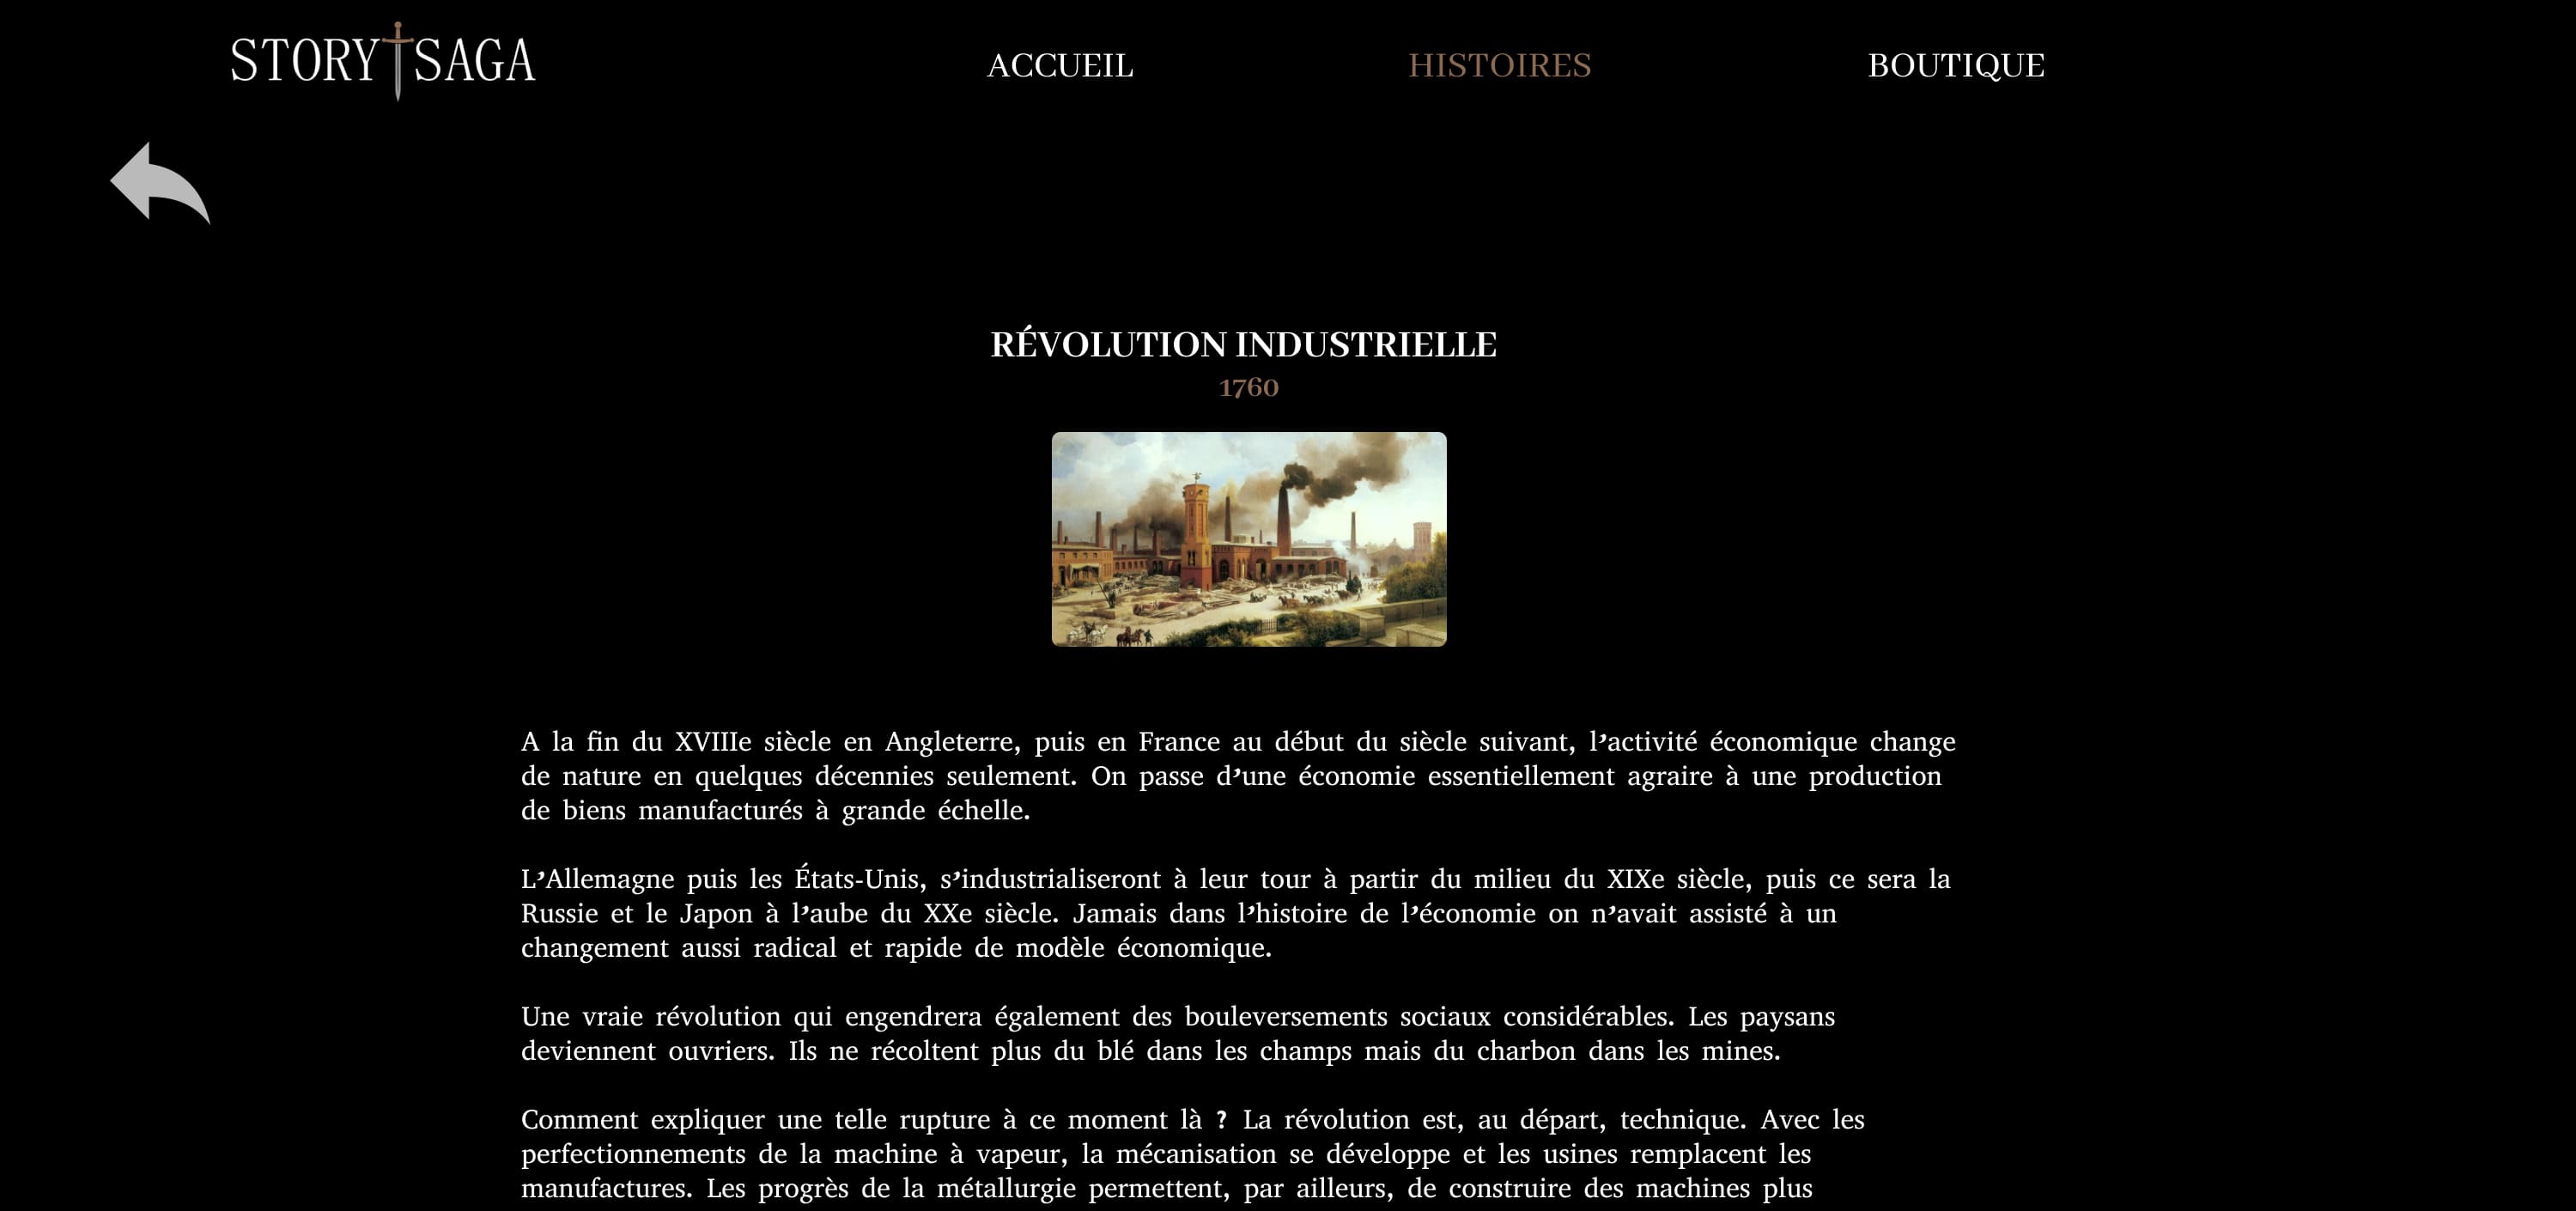 STORY SAGA
ACCUEIL
HISTOIRES
BOUTIQUE
RÉVOLUTION INDUSTRIELLE
1760
A la fin du XVIIIe siècle en Angleterre, puis en France au début du siècle suivant, l’activité économique change
de nature en quelques décennies seulement. On passe d’une économie essentiellement agraire à une production
de biens manufacturés à grande échelle.
L’Allemagne puis les États-Unis, s’industrialiseront à leur tour à partir du milieu du XIXe siècle, puis ce sera la
Russie et le Japon à l’aube du XXe siècle. Jamais dans l’histoire de l’économie on n’avait assisté à un
changement aussi radical et rapide de modèle économique.
Une vraie révolution qui engendrera également des bouleversements sociaux considérables. Les paysans
deviennent ouvriers. Ils ne récoltent plus du blé dans les champs mais du charbon dans les mines.
Comment expliquer une telle rupture à ce moment là ? La révolution est, au départ, technique. Avec les
perfectionnements de la machine à vapeur, la mécanisation se développe et les usines remplacent les
manufactures. Les progrès de la métallurgie permettent, par ailleurs, de construire des machines plus